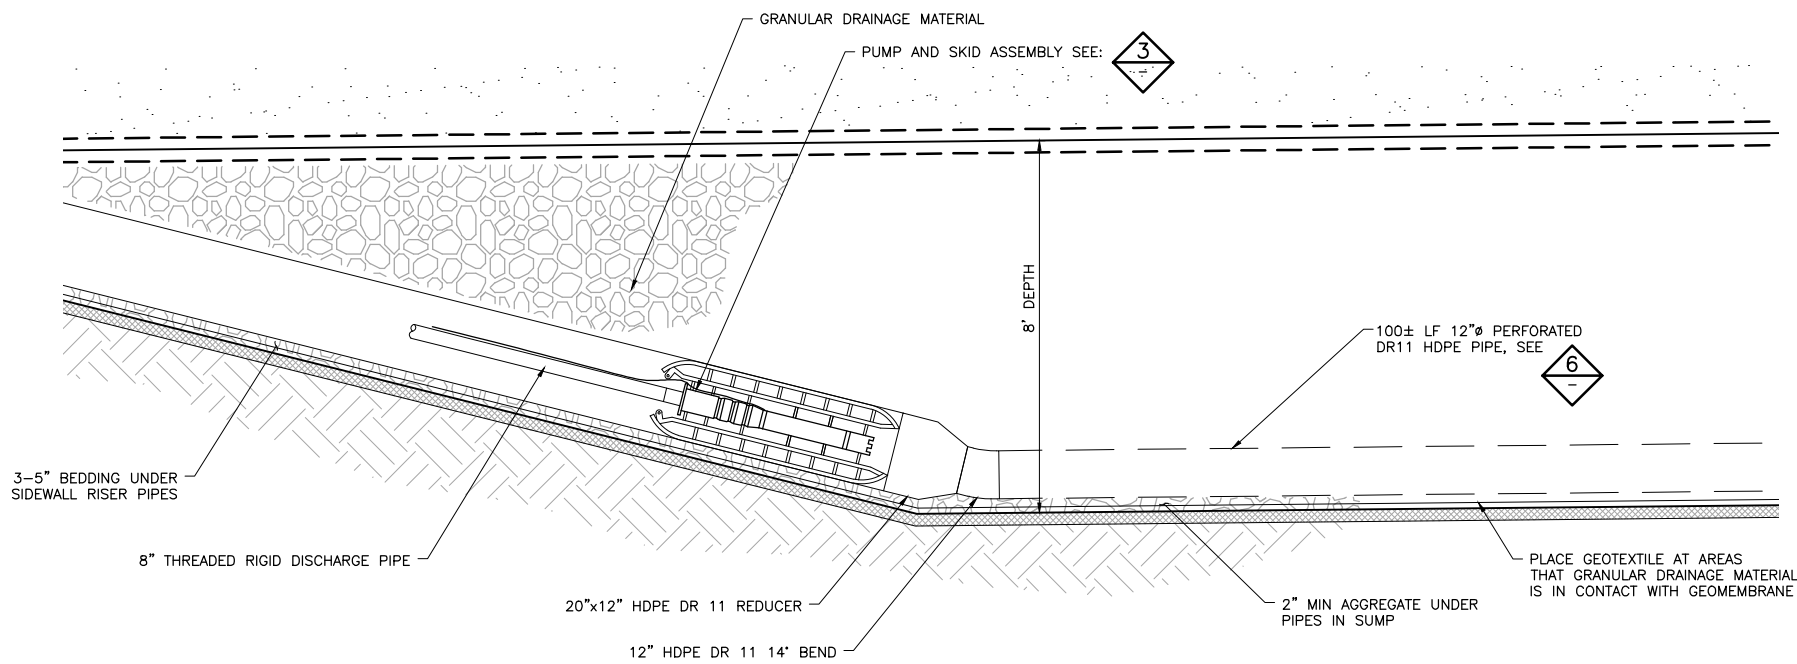 GRANULAR DRAINAGE MATERIAL
PUMP AND SKID ASSEMBLY SEE:
3
-
8' DEPTH
100± LF 12"ø PERFORATED
DR11 HDPE PIPE, SEE
6
-
3-5" BEDDING UNDER
SIDEWALL RISER PIPES
8" THREADED RIGID DISCHARGE PIPE
20"x12" HDPE DR 11 REDUCER
12" HDPE DR 11 14° BEND
2" MIN AGGREGATE UNDER
PIPES IN SUMP
PLACE GEOTEXTILE AT AREAS
THAT GRANULAR DRAINAGE MATERIAL
IS IN CONTACT WITH GEOMEMBRANE